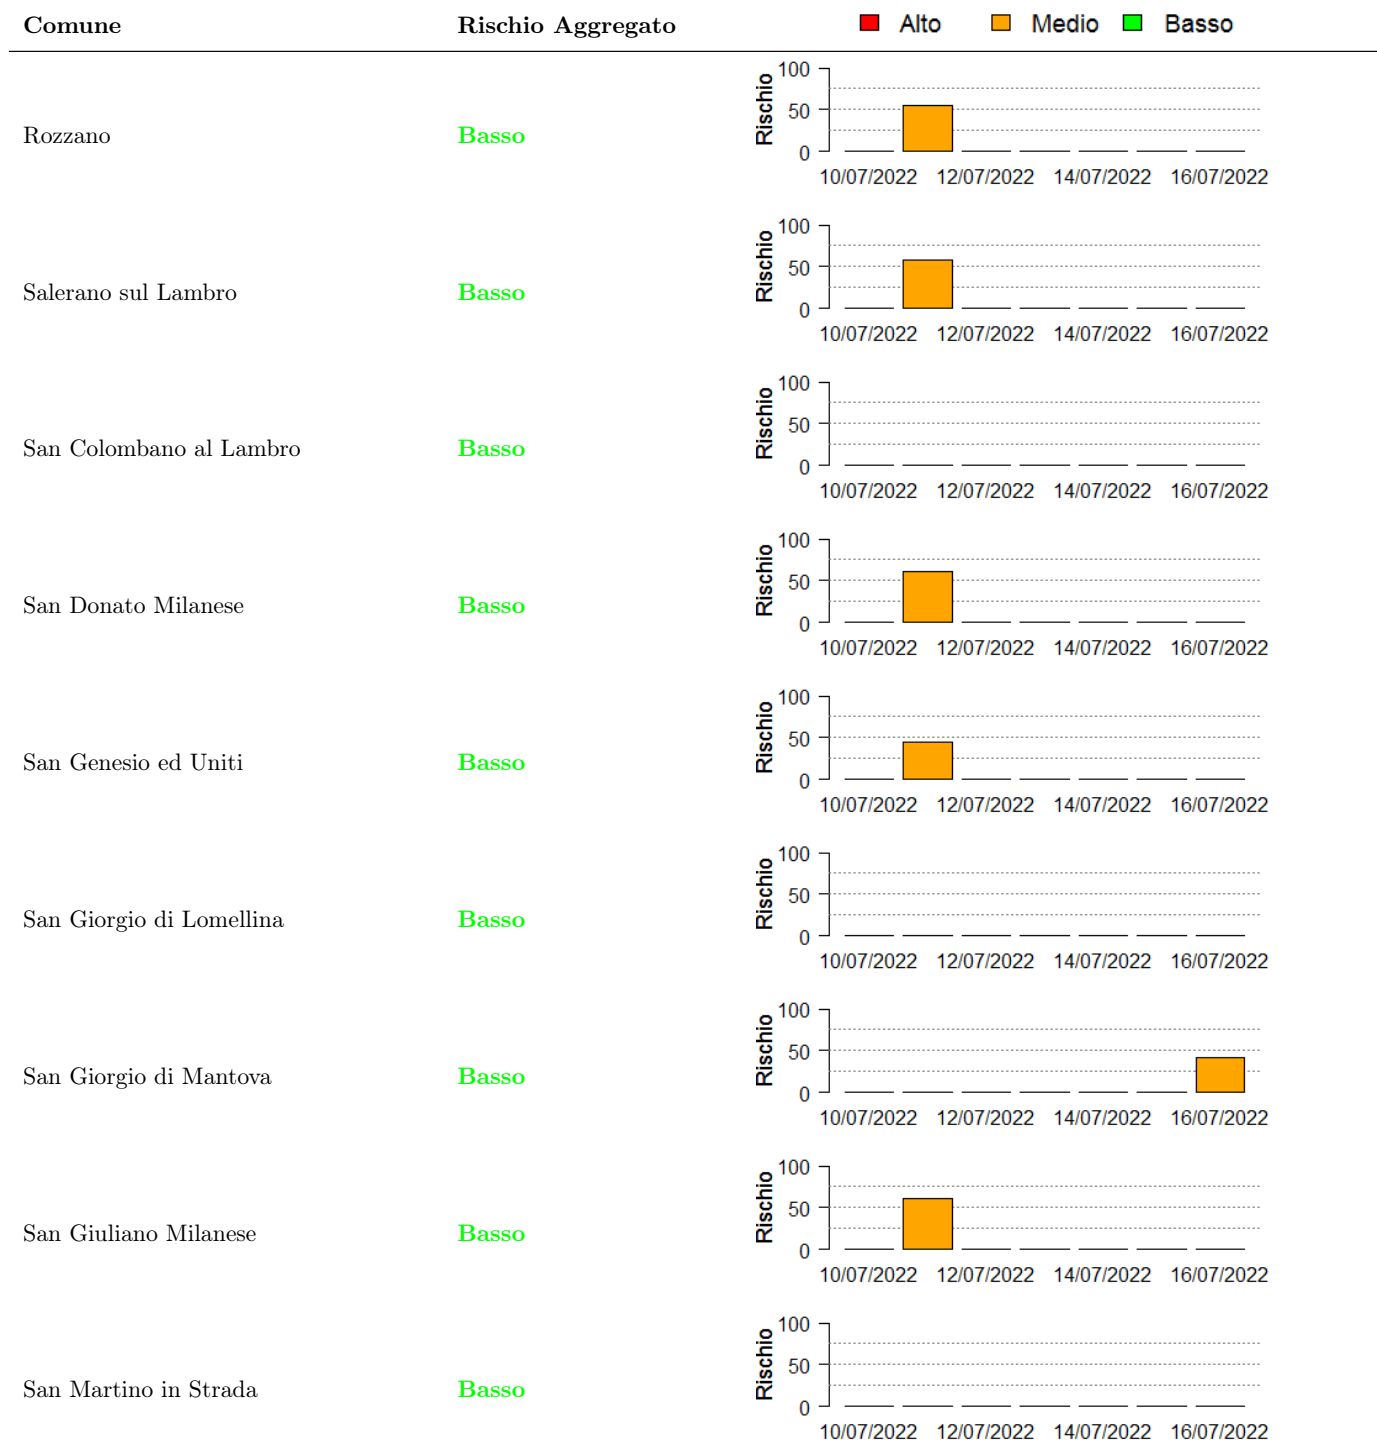 Comune Rischio Aggregato Alto Medio Basso
Rozzano Basso Rischio 100 50 0
10/07/2022 12/07/2022 14/07/2022 16/07/2022
Salerano sul Lambro Basso Rischio 100 50 0
10/07/2022 12/07/2022 14/07/2022 16/07/2022
San Colombano al Lambro Basso Rischio 100 50 0
10/07/2022 12/07/2022 14/07/2022 16/07/2022
San Donato Milanese Basso Rischio 100 50 0
10/07/2022 12/07/2022 14/07/2022 16/07/2022
San Genesio ed Uniti Basso Rischio 100 50 0
10/07/2022 12/07/2022 14/07/2022 16/07/2022
San Giorgio di Lomellina Basso Rischio 100 50 0
10/07/2022 12/07/2022 14/07/2022 16/07/2022
San Giorgio di Mantova Basso Rischio 100 50 0
10/07/2022 12/07/2022 14/07/2022 16/07/2022
San Giuliano Milanese Basso Rischio 100 50 0
10/07/2022 12/07/2022 14/07/2022 16/07/2022
San Martino in Strada Basso Rischio 100 50 0
10/07/2022 12/07/2022 14/07/2022 16/07/2022